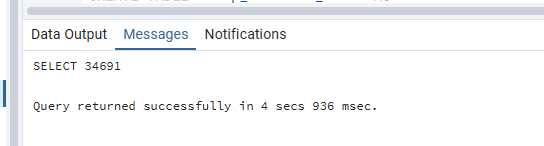 Data Output Messages Notifications
SELECT 34691
Query returned successfully in 4 secs 936 msec.